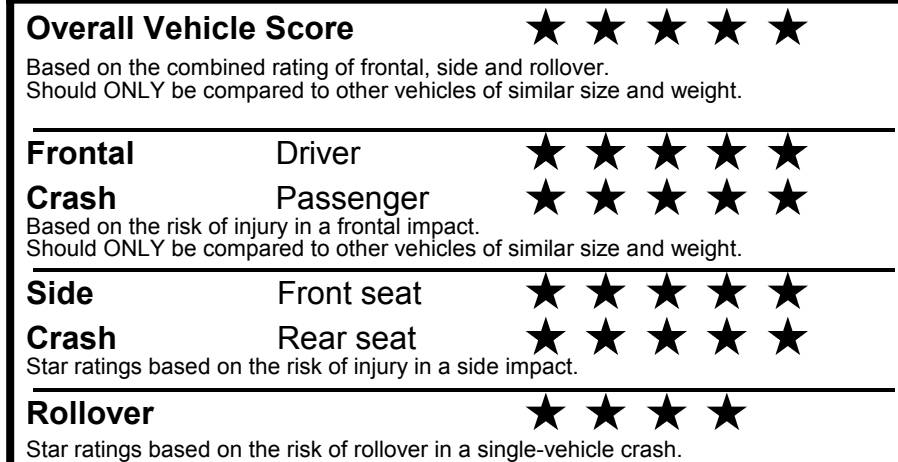 Overall Vehicle Score ★ ★ ★ ★ ★
Based on the combined rating of frontal, side and rollover.
Should ONLY be compared to other vehicles of similar size and weight.
Frontal Driver ★ ★ ★ ★ ★
Crash Passenger ★ ★ ★ ★ ★
Based on the risk of injury in a frontal impact.
Should ONLY be compared to other vehicles of similar size and weight.
Side Front seat ★ ★ ★ ★ ★
Crash Rear seat ★ ★ ★ ★ ★
Star ratings based on the risk of injury in a side impact.
Rollover ★ ★ ★ ★
Star ratings based on the risk of rollover in a single-vehicle crash.